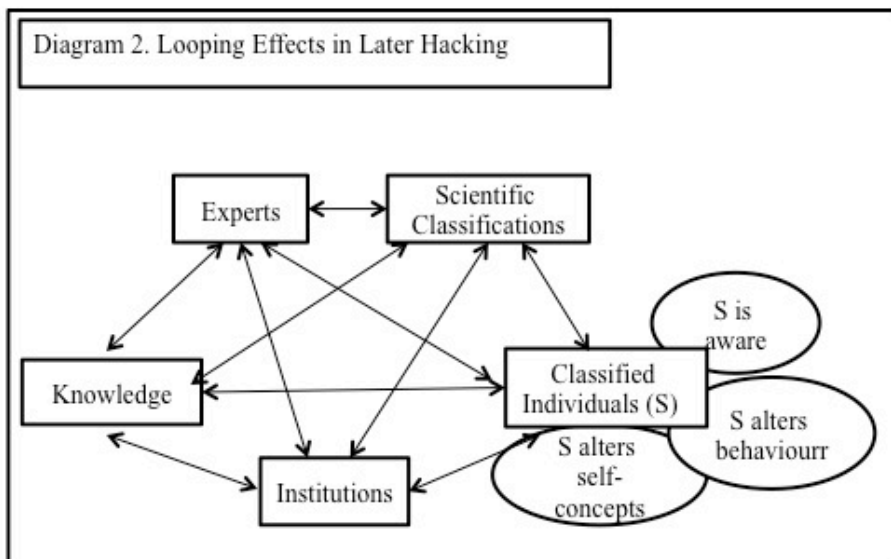 Diagram 2. Looping Effects in Later Hacking
Experts
Scientific
Classifications
S is
aware
Knowledge
Classified
Individuals (S)
S alters
behaviourr
S alters
self-
concepts
Institutions